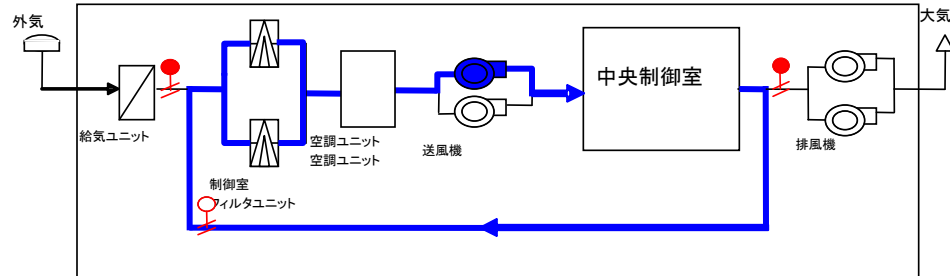 外気
大気
給気ユニット
空調ユニット
空調ユニット
送風機
中央制御室
排風機
制御室
フィルタユニット